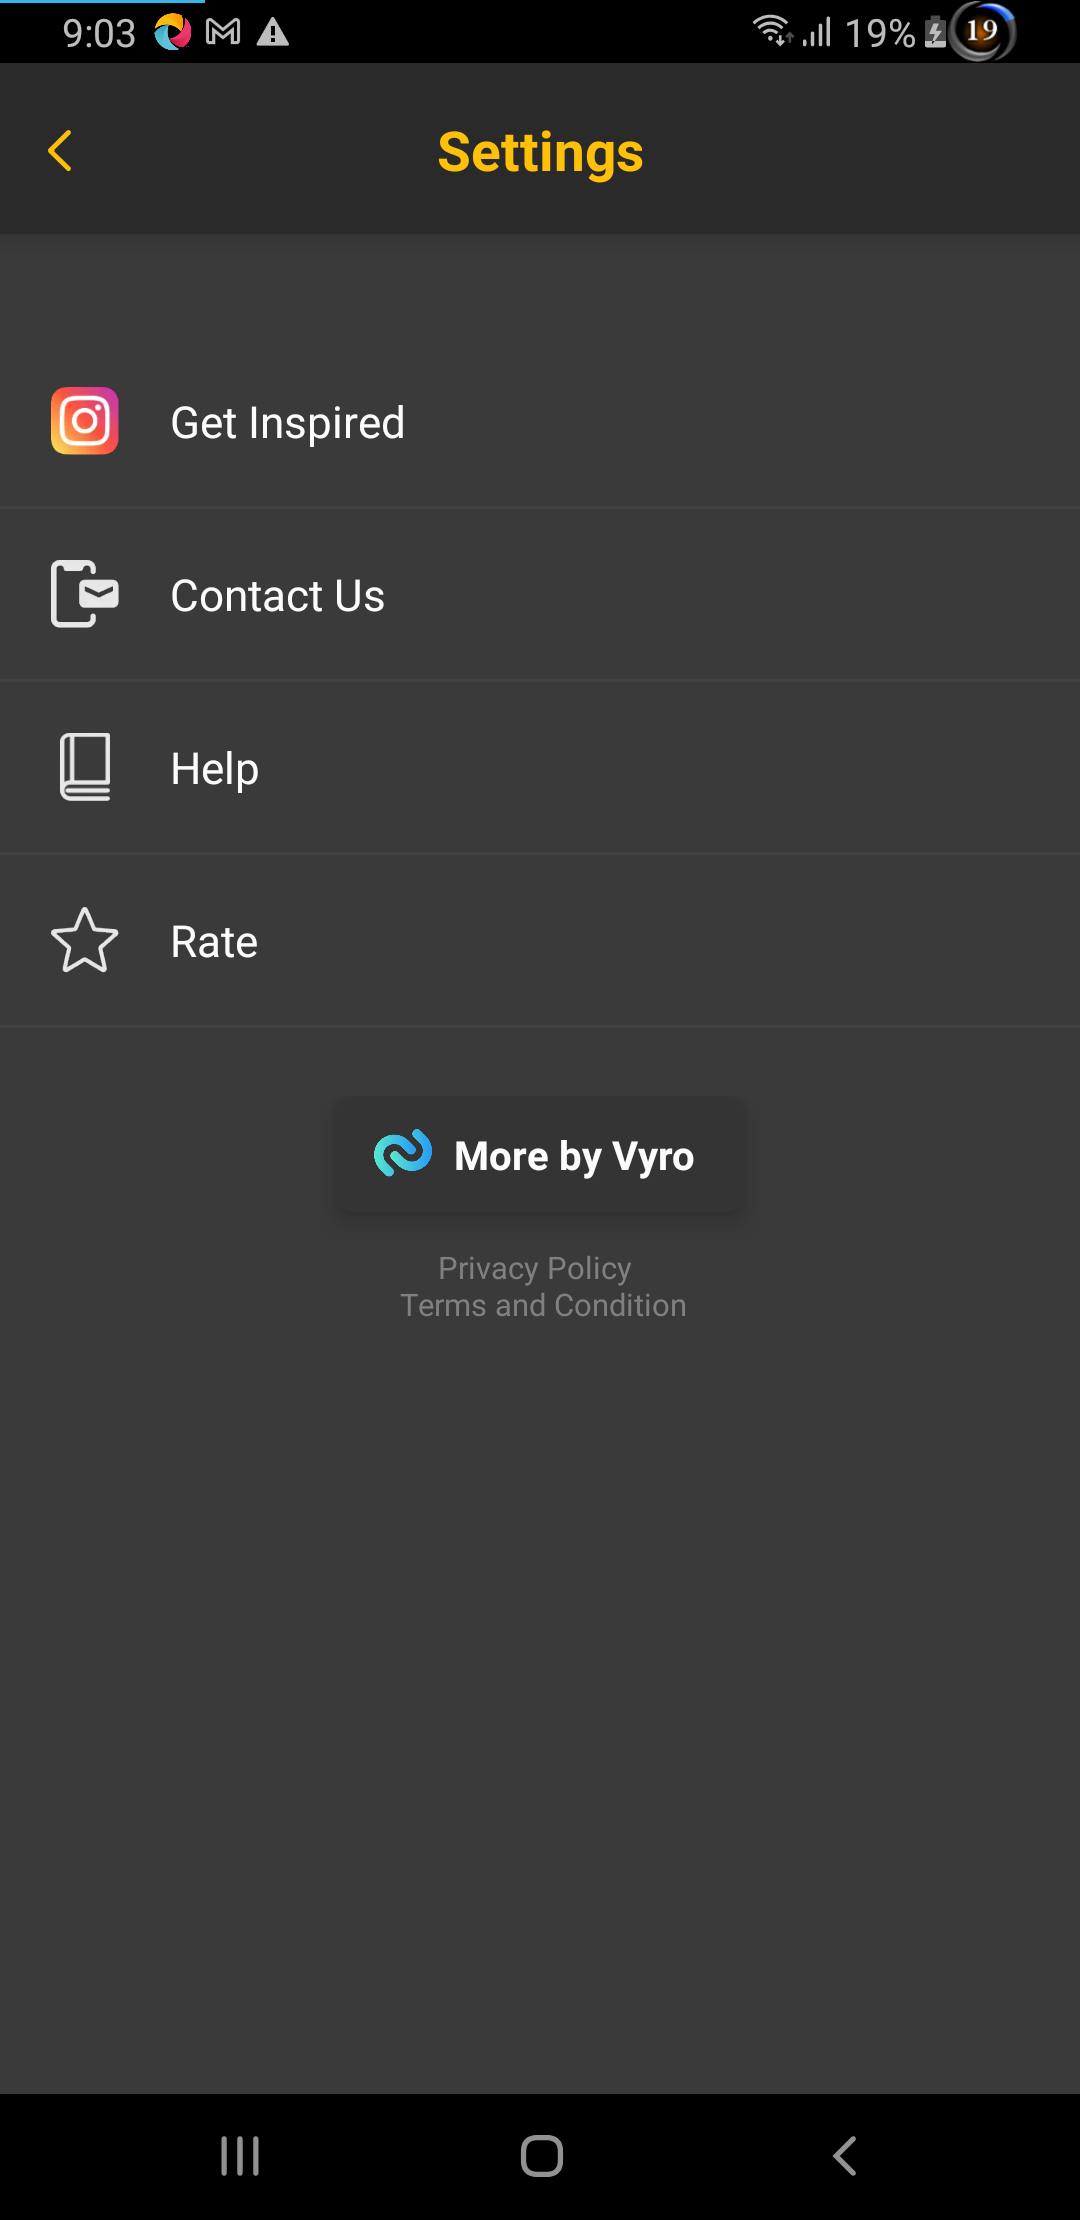 9:03 19% 19
Settings
Get Inspired
Contact Us
Help
Rate
More by Vyro
Privacy Policy
Terms and Condition